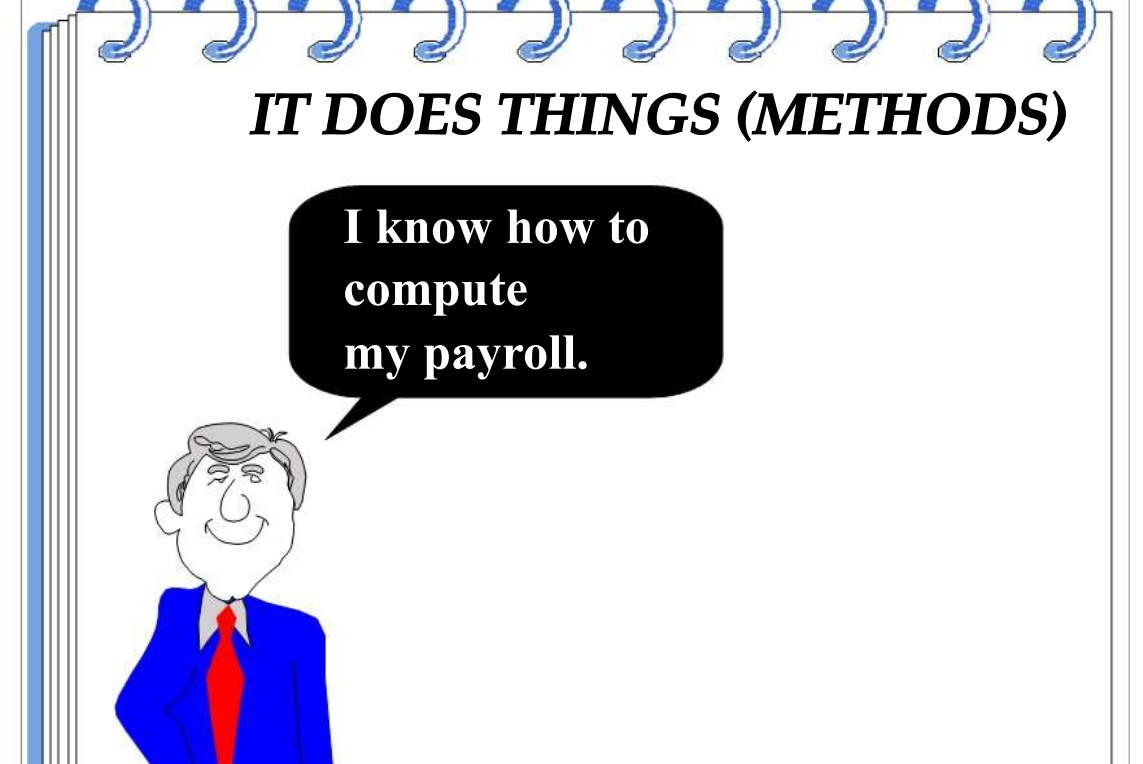 IT DOES THINGS (METHODS)
I know how to
compute
my payroll.